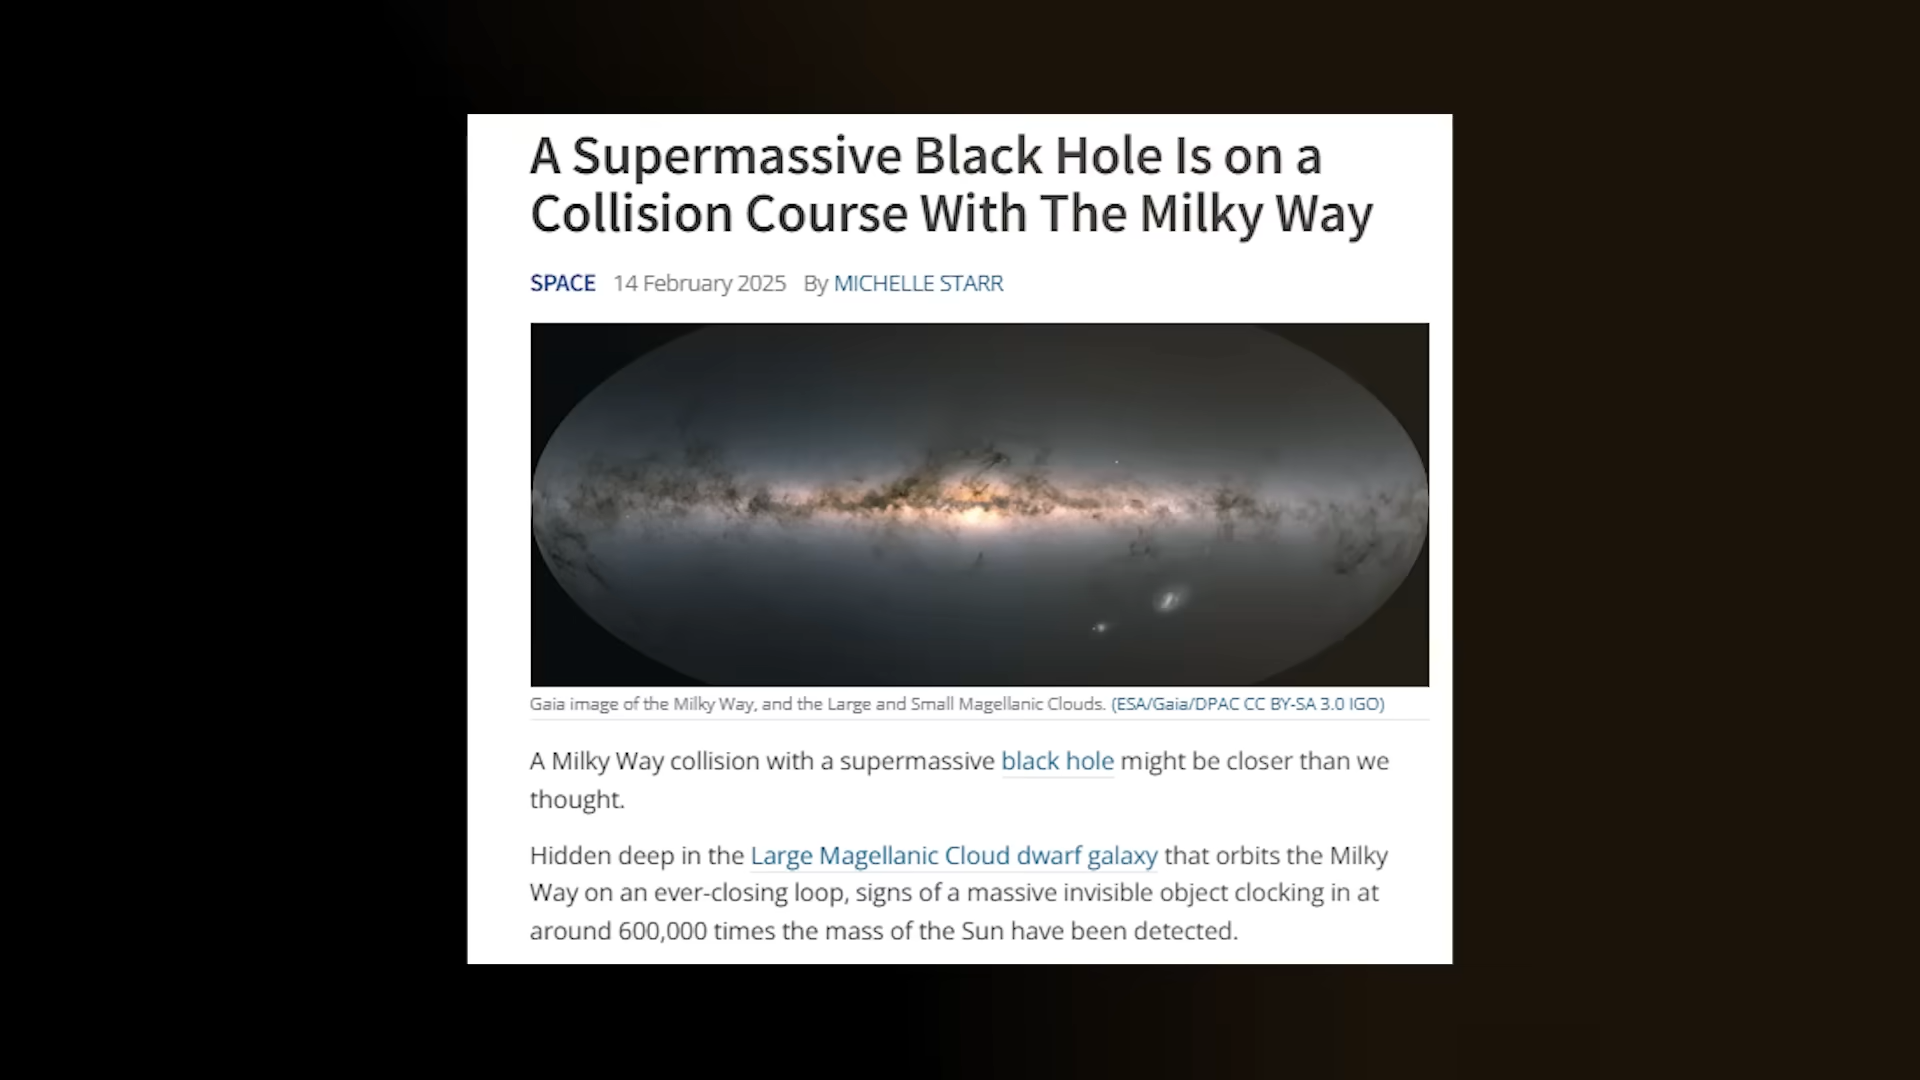 A Supermassive Black Hole Is on a
Collision Course With The Milky Way
SPACE 14 February 2025 By MICHELLE STARR
Gaia image of the Milky Way, and the Large and Small Magellanic Clouds. (ESA/Gaia/DPAC CC BY-SA 3.0 IGO)
A Milky Way collision with a supermassive black hole might be closer than we
thought.
Hidden deep in the Large Magellanic Cloud dwarf galaxy that orbits the Milky
Way on an ever-closing loop, signs of a massive invisible object clocking in at
around 600,000 times the mass of the Sun have been detected.